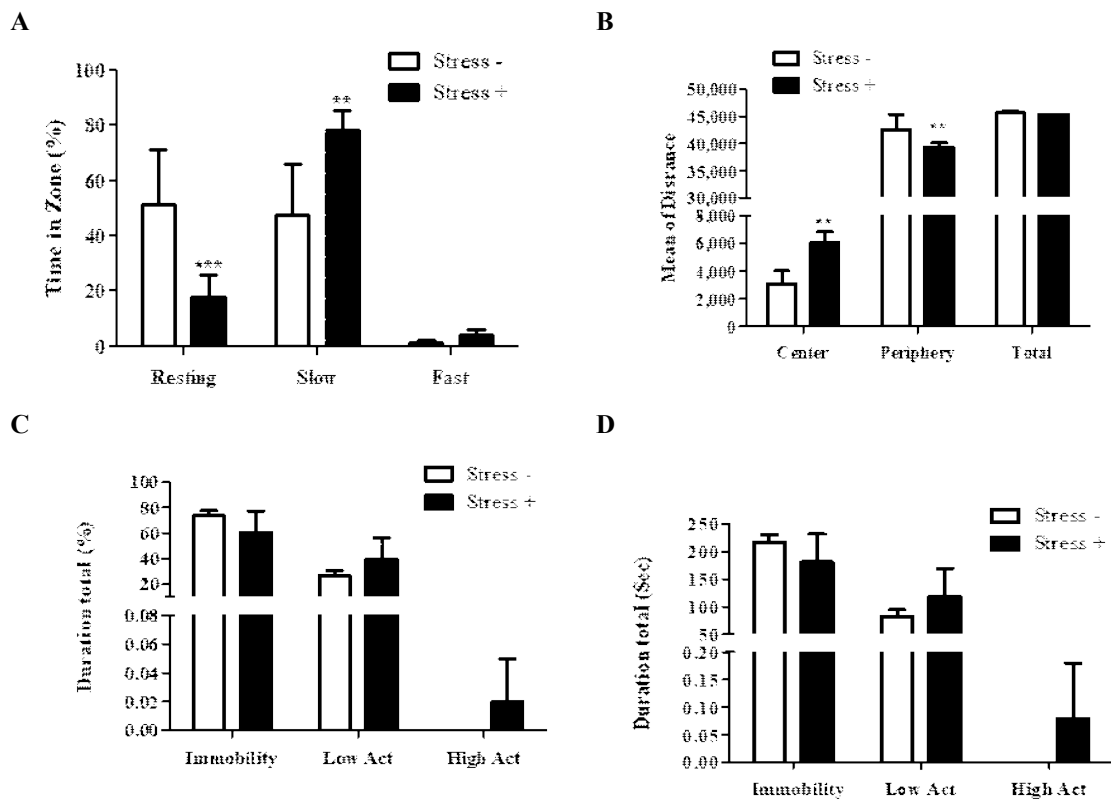 A
Time in Zone (%)
100
80
60
40
20
0
Stress -
Stress +
***
**
Resting
Slow
Fast
B
Mean of Disrance
50,000
45,000
40,000
35,000
30,000
8,000
6,000
4,000
2,000
0
Stress -
Stress +
**
**
Center
Periphery
Total
C
Duration total (%)
100
80
60
40
20
0.08
0.06
0.04
0.02
0.00
Stress -
Stress +
Immobility
Low Act
High Act
D
Duration total (Sec)
250
200
150
100
50
0.20
0.15
0.10
0.05
0.00
Stress -
Stress +
Immobility
Low Act
High Act